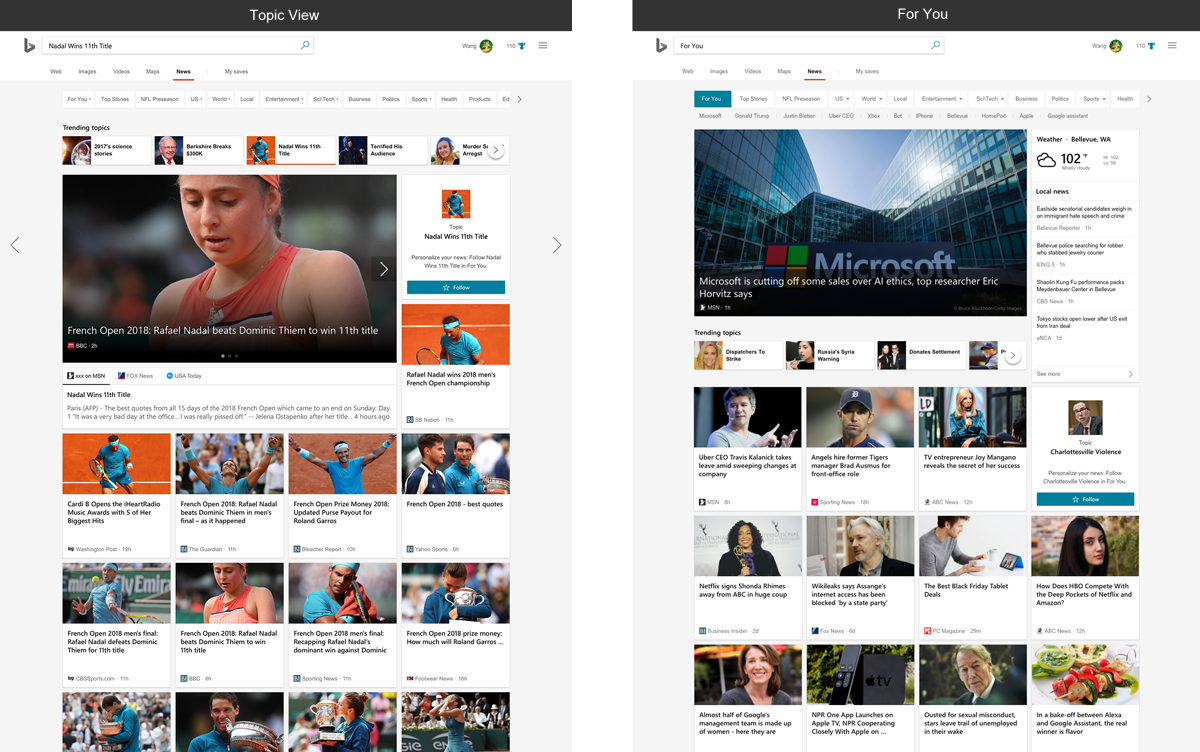 Topic View
Nadal Wins 11th Title
Wang
110
Web
Images
Videos
Maps
News
My saves
For You
Top Stories
NFL Preseason
US
World
Local
Entertainment
Sci\Tech
Business
Politics
Sports
Health
Products
Ed
Trending topics
2017's science
stories
Berkshire Breaks
$300K
Nadal Wins 11th
Title
Terrified His
Audience
Murder S
Arregst
French Open 2018: Rafael Nadal beats Dominic Thiem to win 11th title
BBC · 2h
Topic
Nadal Wins 11th Title
Personalize your news: Follow Nadal
Wins 11th Title in For You.
Follow
Rafael Nadal wins 2018 men's
French Open championship
SB Nation · 11h
xxx on MSN
FOX News
USA Today
Nadal Wins 11th Title
Paris (AFP) - The best quotes from all 15 days of the 2018 French Open which came to an end on Sunday: Day
1 "It was a very bad day at the office... I was really pissed off." -- Jelena Ostapenko after her title... 4 hours ago
Cardi B Opens the iHeartRadio
Music Awards with 5 of Her
Biggest Hits
Washington Post · 19h
French Open 2018: Rafael Nadal
beats Dominic Thiem in men's
final – as it happened
The Guardian · 11h
French Open Prize Money 2018:
Updated Purse Payout for
Roland Garros
Bleacher Report · 10h
French Open 2018 - best quotes
Yahoo Sports · 6h
French Open 2018 men's final:
Rafael Nadal defeats Dominic
Thiem for 11th title
CBSSports.com · 11h
French Open 2018: Rafael Nadal
beats Dominic Thiem to win
11th title
BBC · 6h
French Open 2018 men's final:
Recapping Rafael Nadal's
dominant win against Dominic
Sporting News · 11h
French Open 2018 prize money:
How much will Roland Garros ...
Footwear News · 16h
For You
For You
Wang
110
Web
Images
Videos
Maps
News
My saves
For You
Top Stories
NFL Preseason
US
World
Local
Entertainment
Sci\Tech
Business
Politics
Sports
Health
Microsoft
Donald Trump
Justin Bieber
Uber CEO
Xbox
Bot
IPhone
Bellevue
HomePod
Apple
Google assistant
Microsoft
Microsoft is cutting off some sales over AI ethics, top researcher Eric
Horvitz says
MSN · 1h
Weather · Bellevue, WA
102 °F
Mostly cloudy
Hi 102
Lo 59
Local news
Eastside senatorial candidates weigh in
on immigrant hate speech and crime
Bellevue Reporter · 1h
Bellevue police searching for robber
who stabbed jewelry courier
KING 5 · 1h
Shaolin Kung Fu performance packs
Meydenbauer Center in Bellevue
CBS News · 1h
Tokyo stocks open lower after US exit
from Iran deal
eNCA · 1d
See more
Trending topics
Dispatchers To
Strike
Russia's Syria
Warning
Donates Settlement
Uber CEO Travis Kalanick takes
leave amid sweeping changes at
company
MSN · 8h
Angels hire former Tigers
manager Brad Ausmus for
front-office role
Sporting News · 18h
TV entrepreneur Joy Mangano
reveals the secret of her success
ABC News · 12h
Topic
Charlottesville Violence
Personalize your news: Follow
Charlottesville Violence in For You.
Follow
Netflix signs Shonda Rhimes
away from ABC in huge coup
Business Insider · 2d
Wikileaks says Assange's
internet access has been
blocked 'by a state party'
Fox News · 6d
The Best Black Friday Tablet
Deals
PC Magazine · 29m
How Does HBO Compete With
the Deep Pockets of Netflix and
Amazon?
ABC News · 12h
Almost half of Google's
management team is made up
of women - here they are
NPR One App Launches on
Apple TV, NPR Cooperating
Closely With Apple on ...
Ousted for sexual misconduct,
stars leave trail of unemployed
in their wake
In a bake-off between Alexa
and Google Assistant, the real
winner is flavor